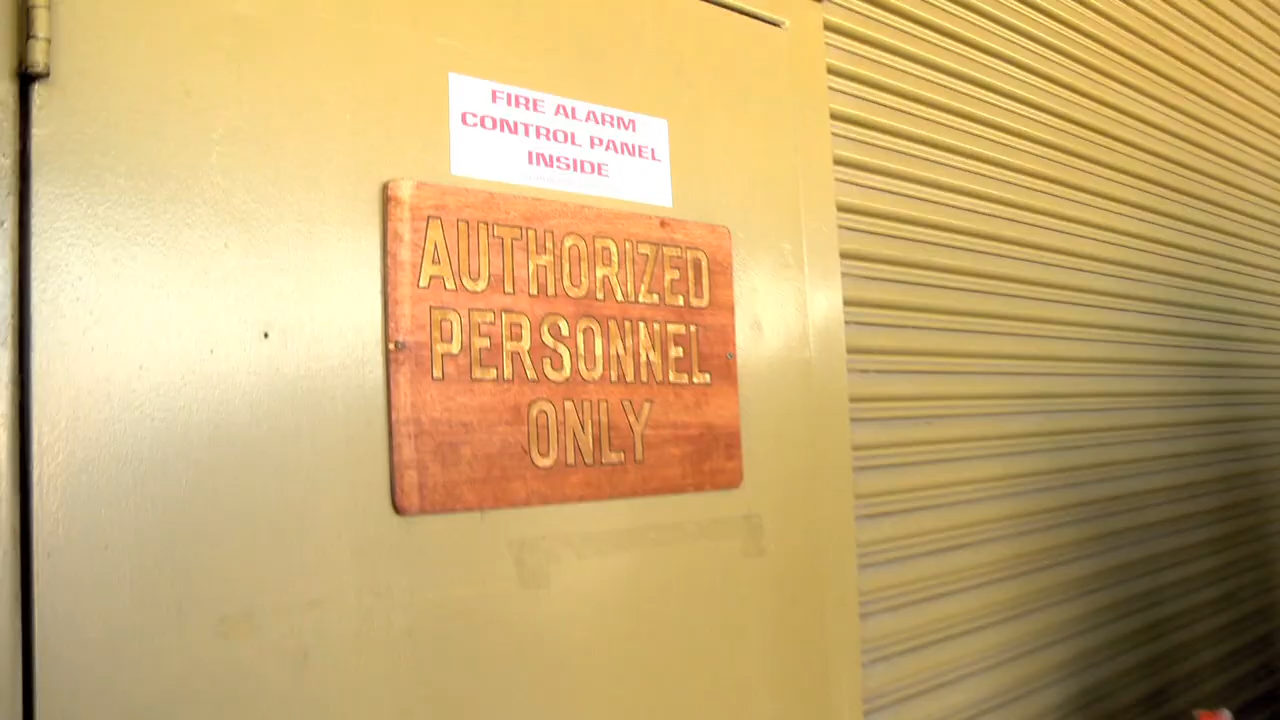 FIRE ALARM
CONTROL PANEL
INSIDE
AUTHORIZED
PERSONNEL
ONLY